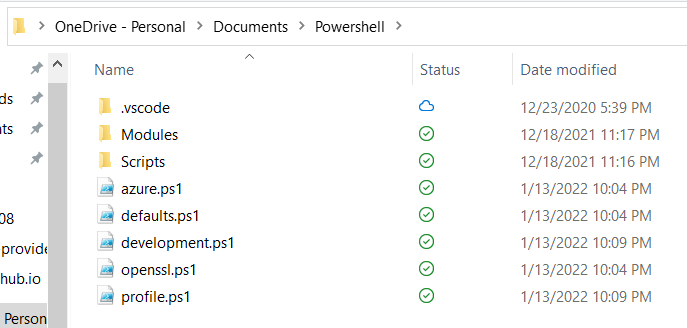 OneDrive - Personal > Documents > Powershell >
Name Status Date modified
ds .vscode 12/23/2020 5:39 PM
ts Modules 12/18/2021 11:17 PM
Scripts 12/18/2021 11:16 PM
azure.ps1 1/13/2022 10:04 PM
08 defaults.ps1 1/13/2022 10:04 PM
provide development.ps1 1/13/2022 10:09 PM
hub.io openssl.ps1 1/13/2022 10:04 PM
Person profile.ps1 1/13/2022 10:09 PM